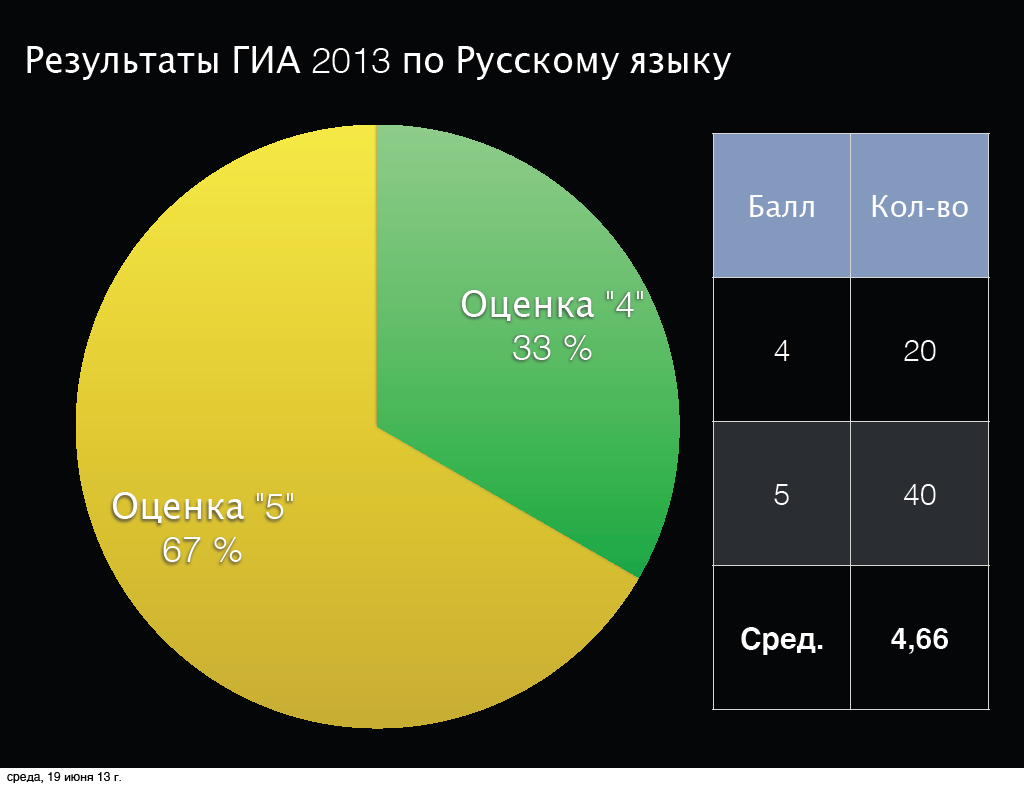 Результаты ГИА 2013 по Русскому языку
Оценка "4"
33 %
Оценка "5"
67 %
Балл Кол-во
4 20
5 40
Сред. 4,66
среда, 19 июня 13 г.